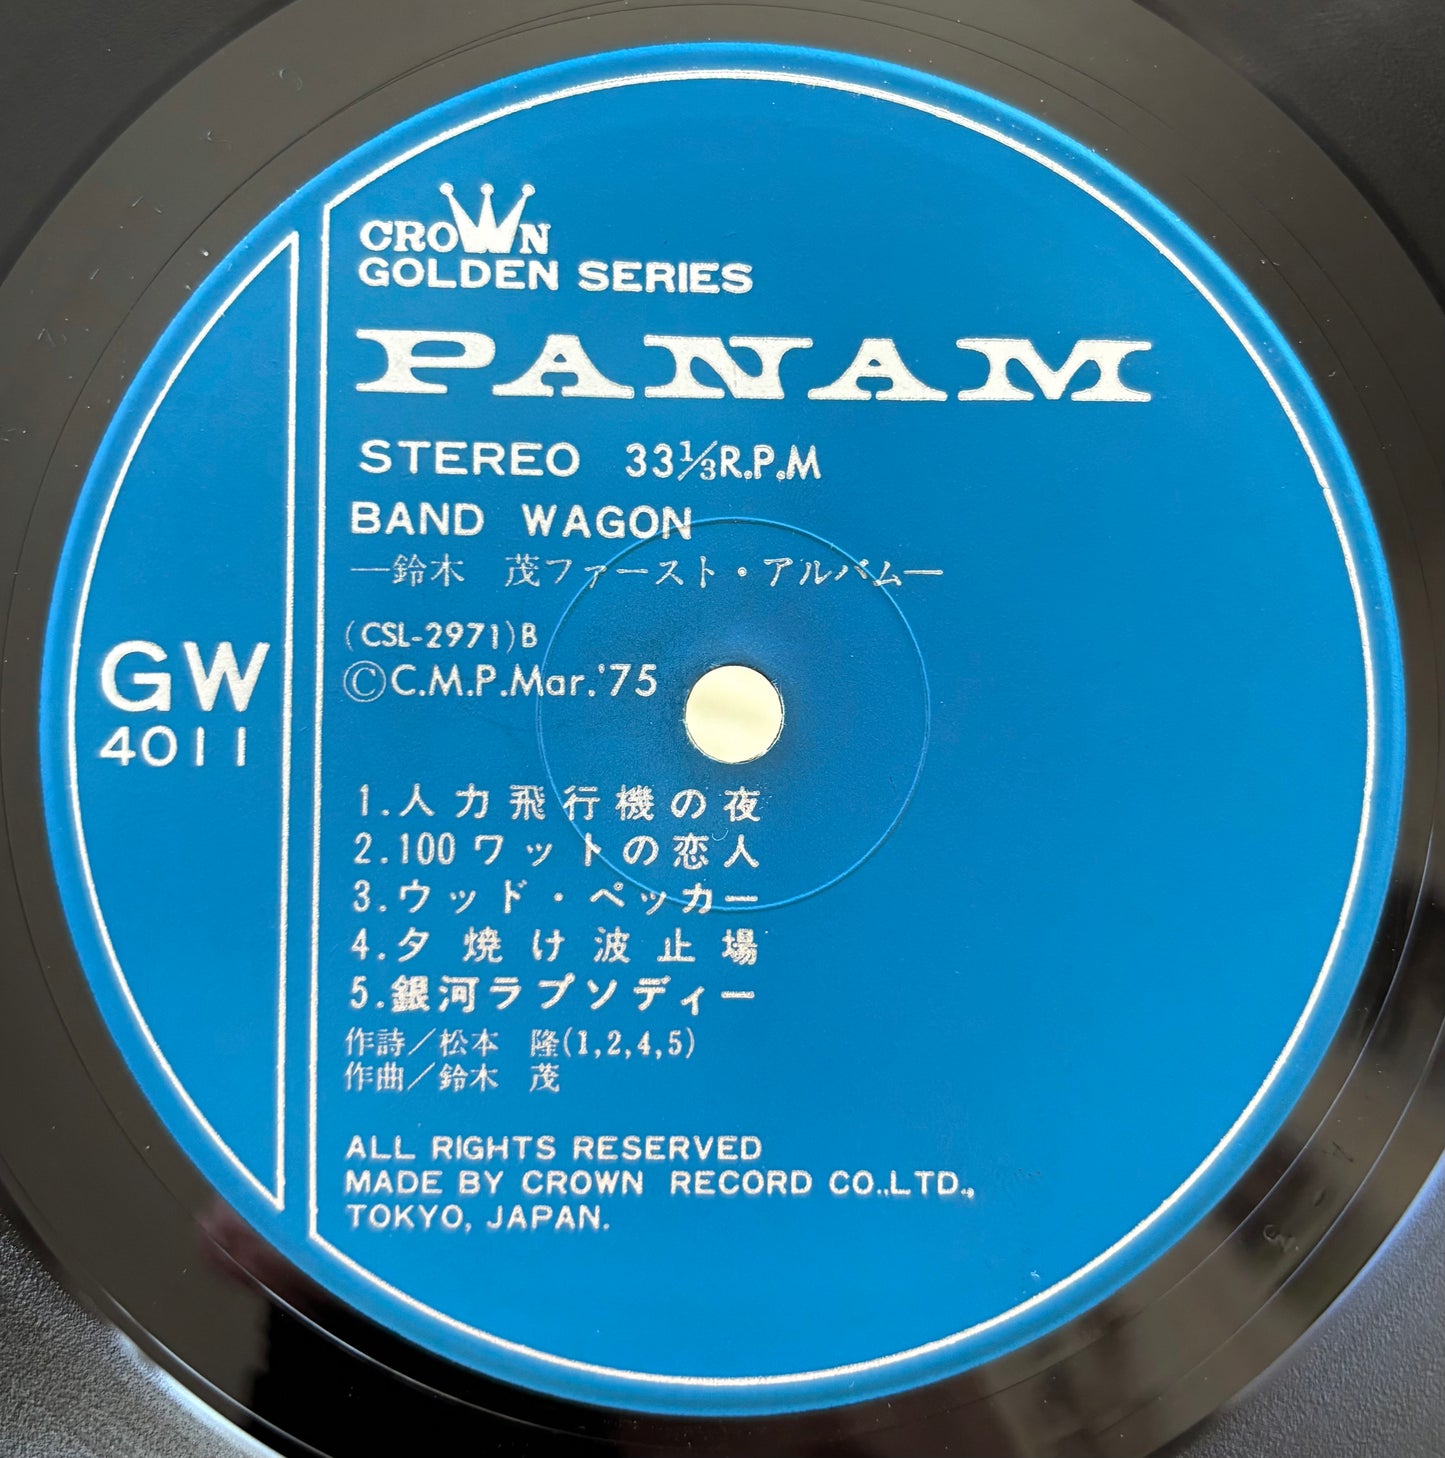 CROWN
GOLDEN SERIES
PANAM
STEREO 33⅓R.P.M
BAND WAGON
—鈴木 茂ファースト・アルバム—
(CSL-2971)B
©C.M.P.Mar.'75
GW
4011
1.人力飛行機の夜
2.100ワットの恋人
3.ウッド・ペッカー
4.夕焼け波止場
5.銀河ラプソディー
作詩/松本 隆(1,2,4,5)
作曲/鈴木 茂
ALL RIGHTS RESERVED
MADE BY CROWN RECORD CO.,LTD.,
TOKYO, JAPAN.